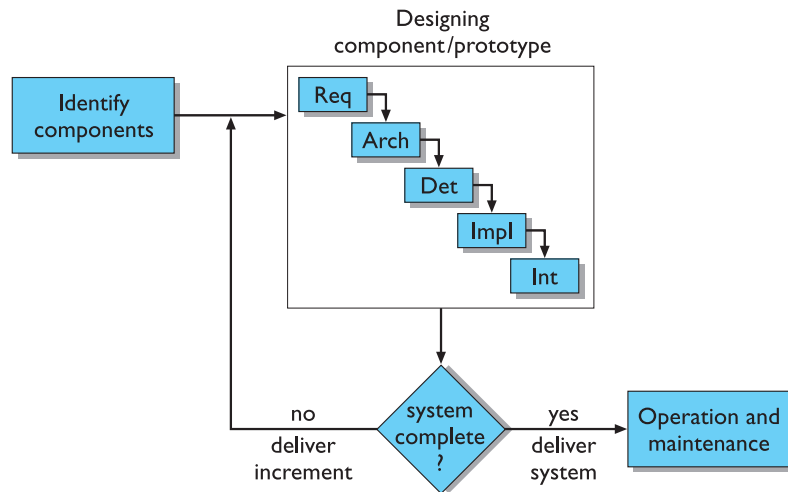 Designing
component/prototype
Identify
components
Req
Arch
Det
Impl
Int
system
complete
?
no
deliver
increment
yes
deliver
system
Operation and
maintenance